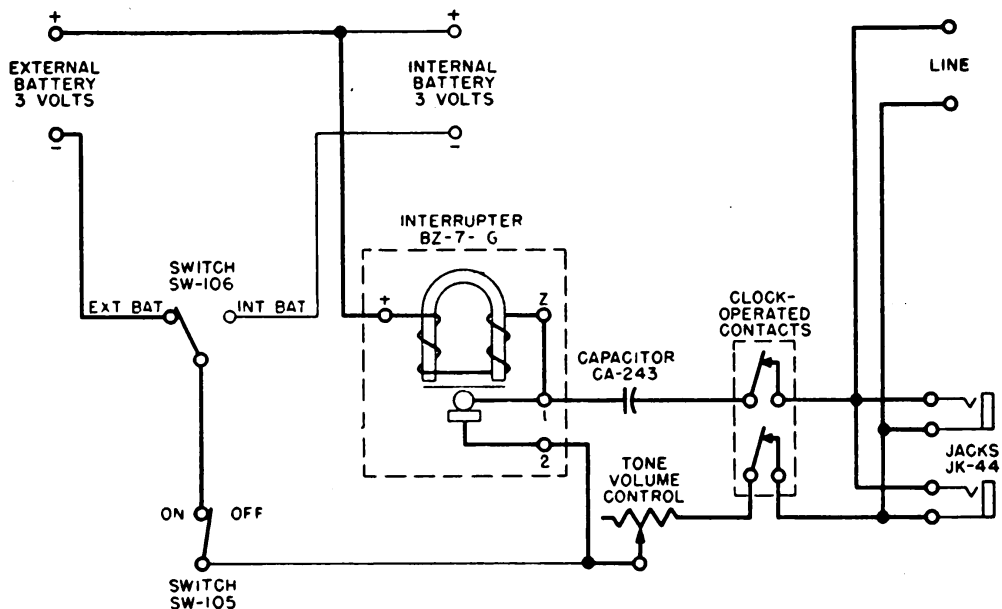 +
+
EXTERNAL
BATTERY
3 VOLTS
INTERNAL
BATTERY
3 VOLTS
LINE
-
-
INTERRUPTER
BZ-7-G
SWITCH
SW-106
EXT BAT
INT BAT
+
Z
CLOCK-
OPERATED
CONTACTS
CAPACITOR
CA-243
1
2
TONE
VOLUME
CONTROL
JACKS
JK-44
ON
OFF
SWITCH
SW-105